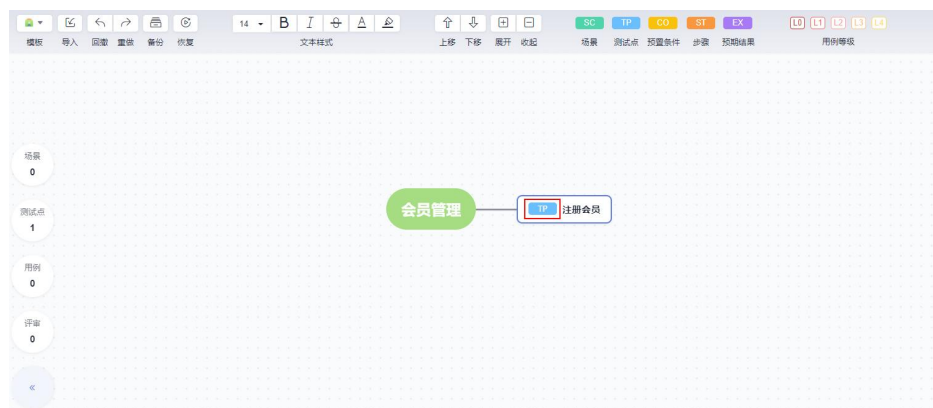 14 B I A SC TP CO ST EX L0 L1 L2 L3 L4
模板 导入 回撤 重做 备份 恢复 文本样式 上移 下移 展开 收起 场景 测试点 预置条件 步骤 预期结果 用例等级
场景
0
会员管理 TP 注册会员
测试点
1
用例
0
评审
0
«